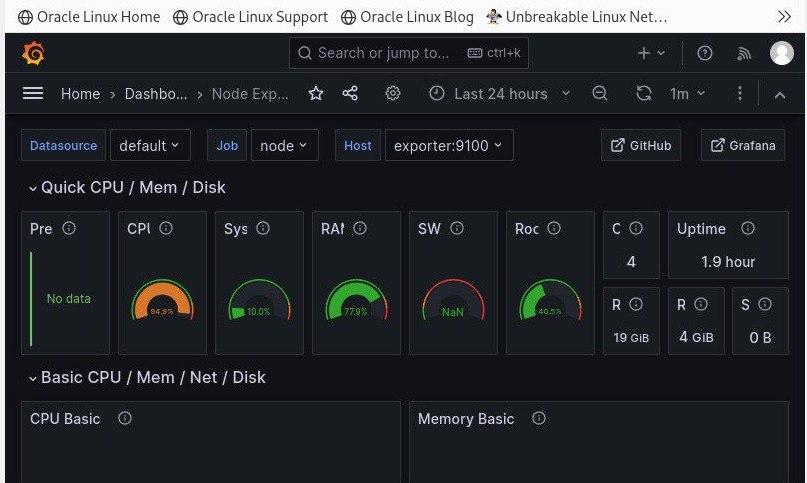 Oracle Linux Home Oracle Linux Support Oracle Linux Blog Unbreakable Linux Net...
Search or jump to... ctrl+k
Home › Dashbo... › Node Exp... Last 24 hours 1m
Datasource default Job node Host exporter:9100 GitHub Grafana
Quick CPU / Mem / Disk
Pre CPU Sys RAM SW Roo C Uptime
4 1.9 hour
No data 94.9% 10.0% 77.9% NaN 40.5%
R R S
19 GiB 4 GiB 0 B
Basic CPU / Mem / Net / Disk
CPU Basic Memory Basic